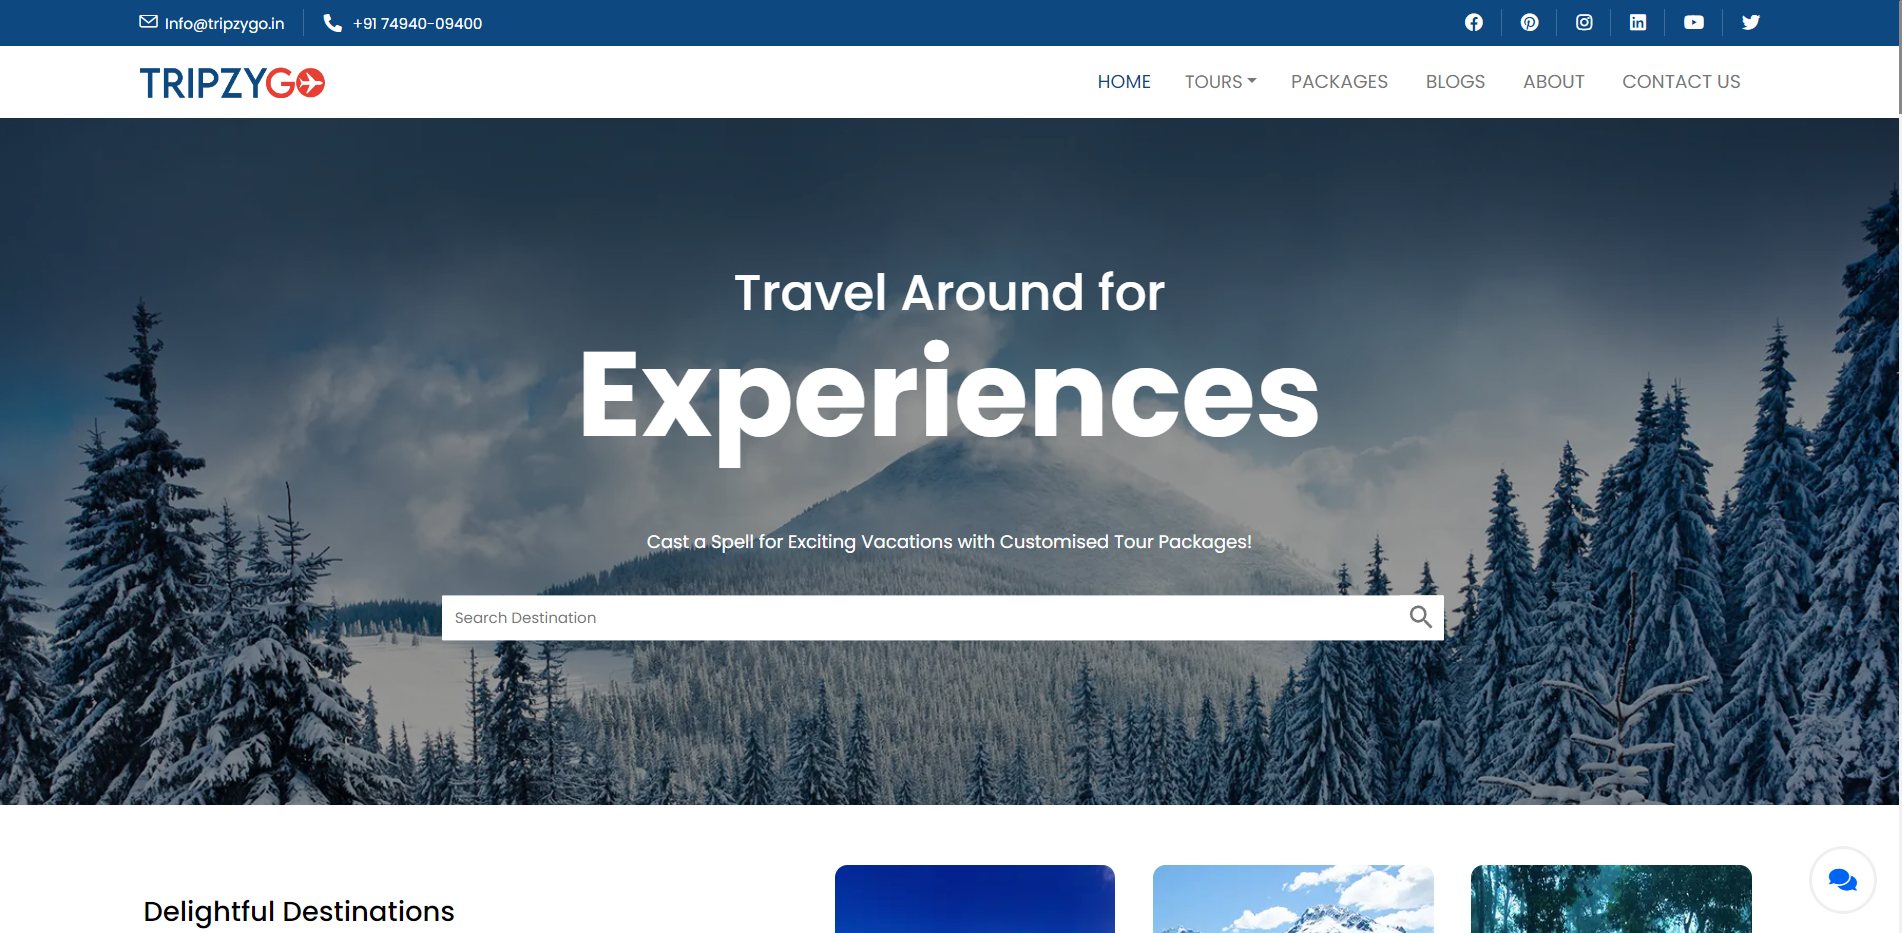 Info@tripzygo.in
+91 74940-09400
TRIPZYGO
HOME
TOURS
PACKAGES
BLOGS
ABOUT
CONTACT US
Travel Around for
Experiences
Cast a Spell for Exciting Vacations with Customised Tour Packages!
Search Destination
Delightful Destinations